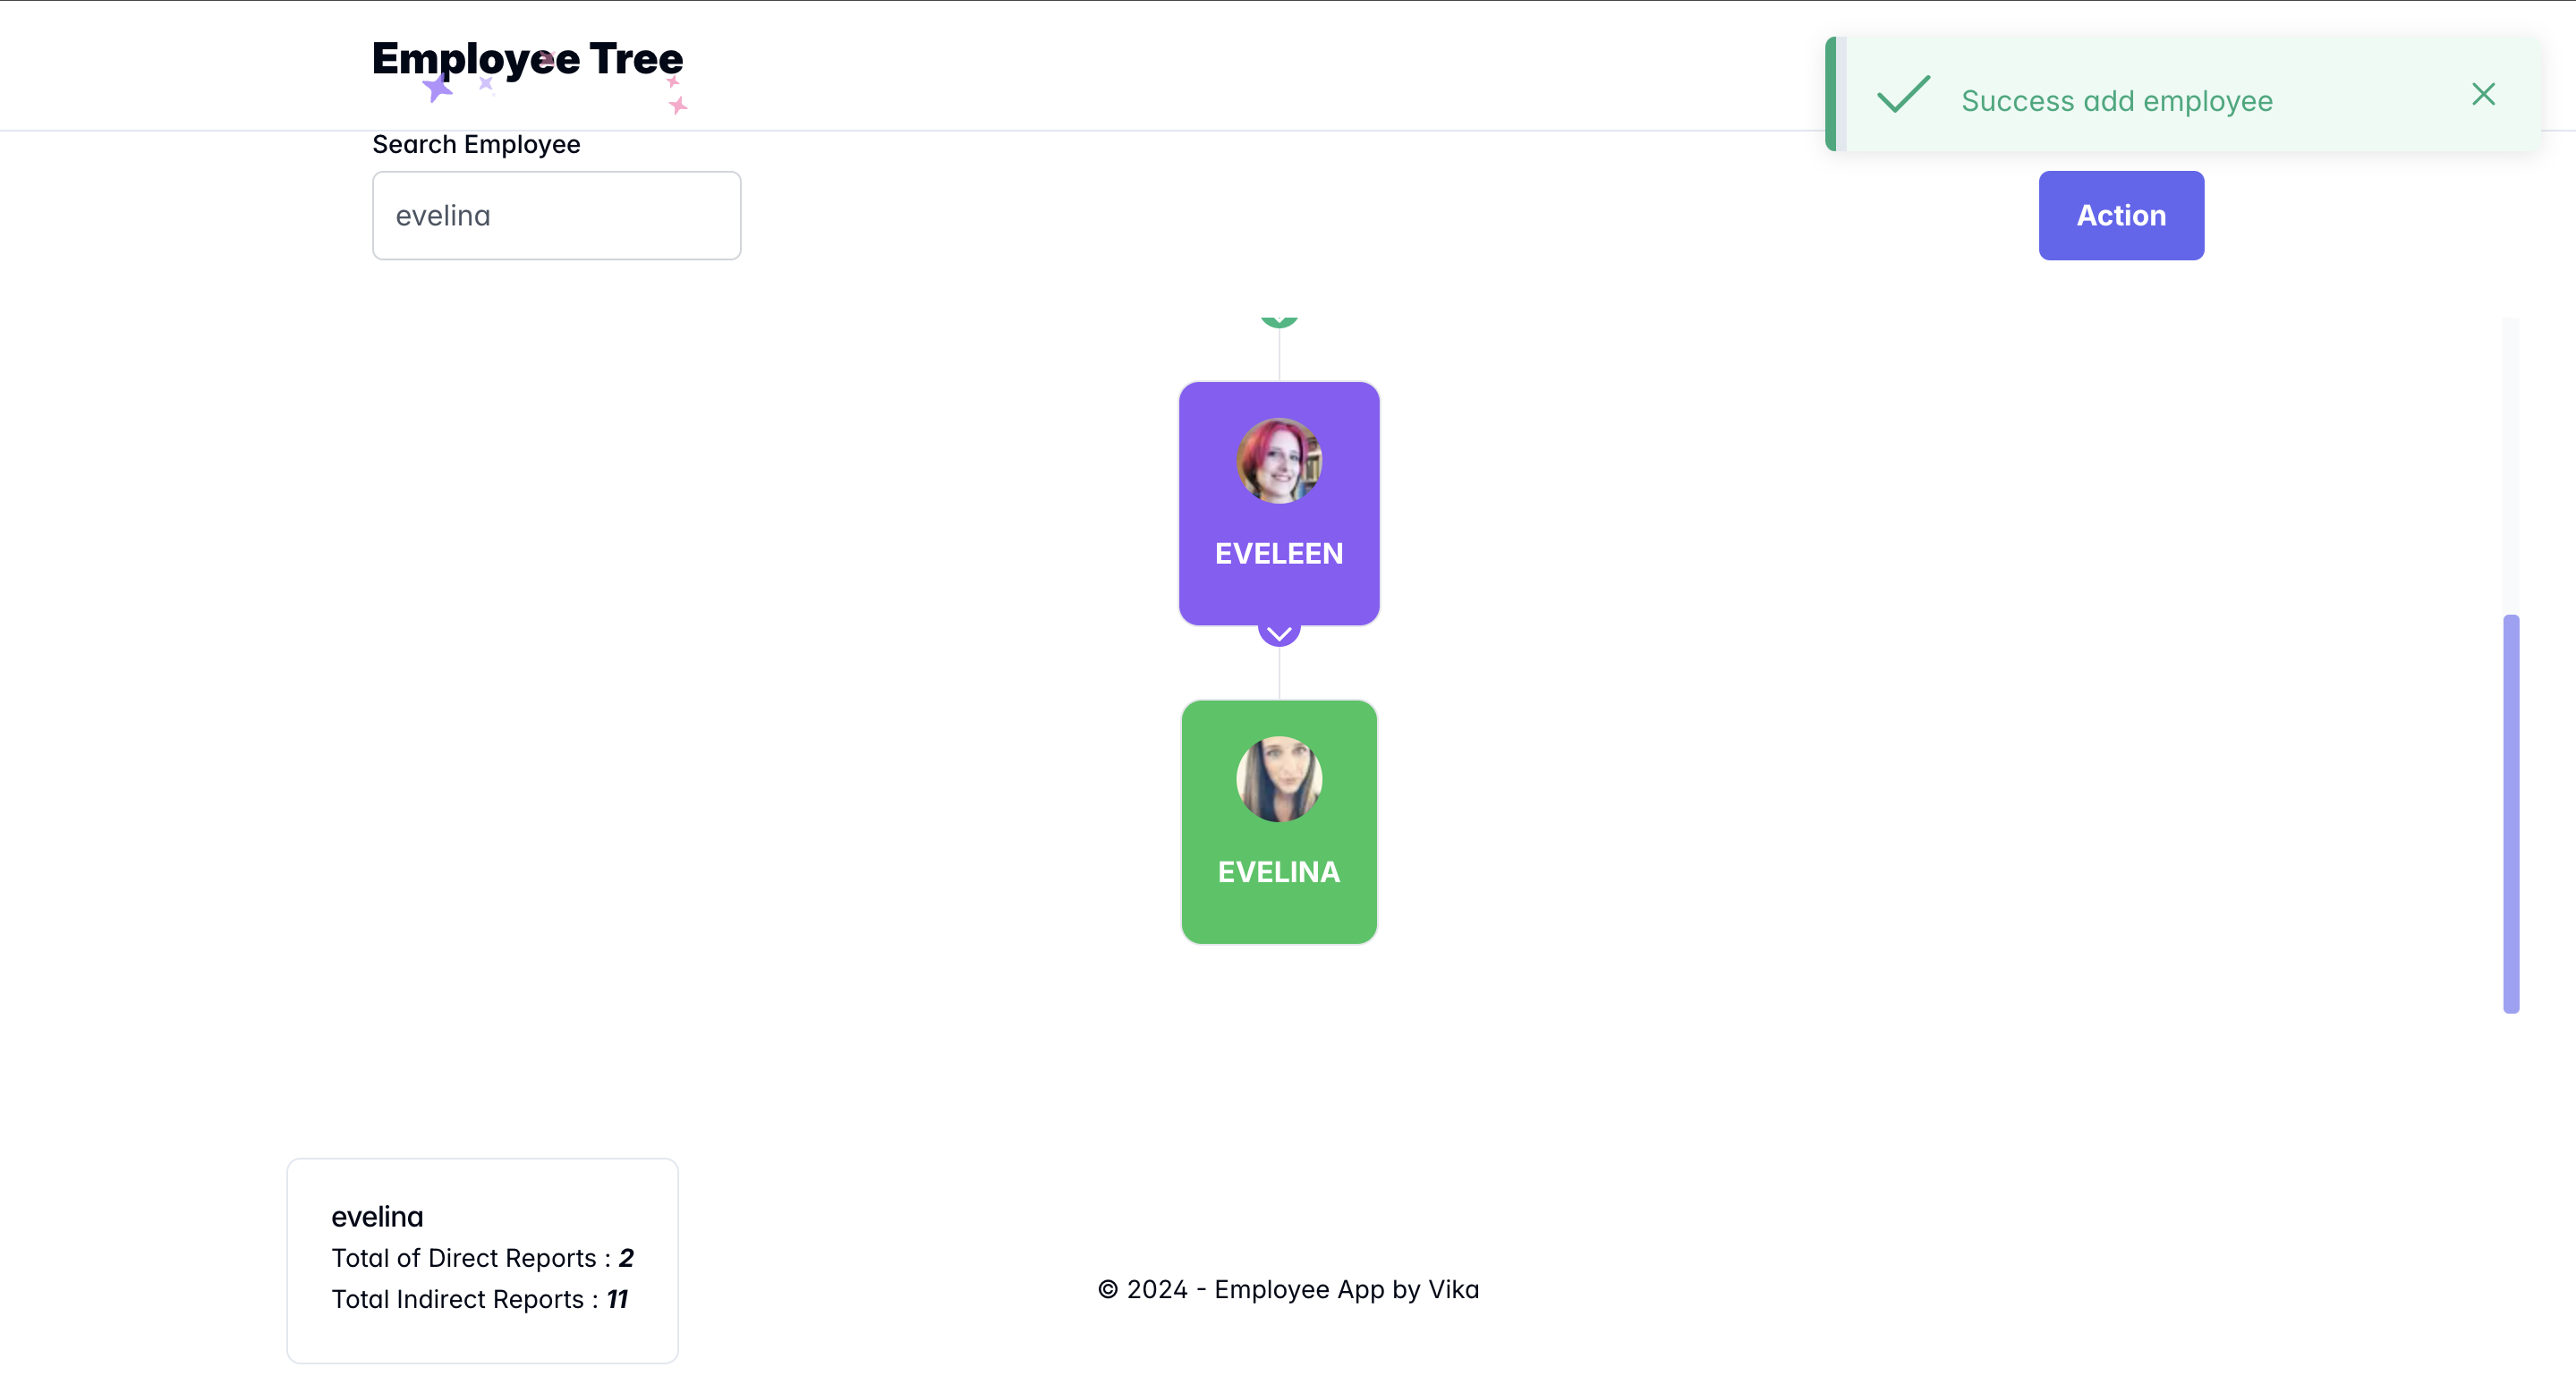 Employee Tree
Success add employee
Search Employee
evelina
Action
EVELEEN
EVELINA
evelina
Total of Direct Reports : 2
Total Indirect Reports : 11
© 2024 - Employee App by Vika